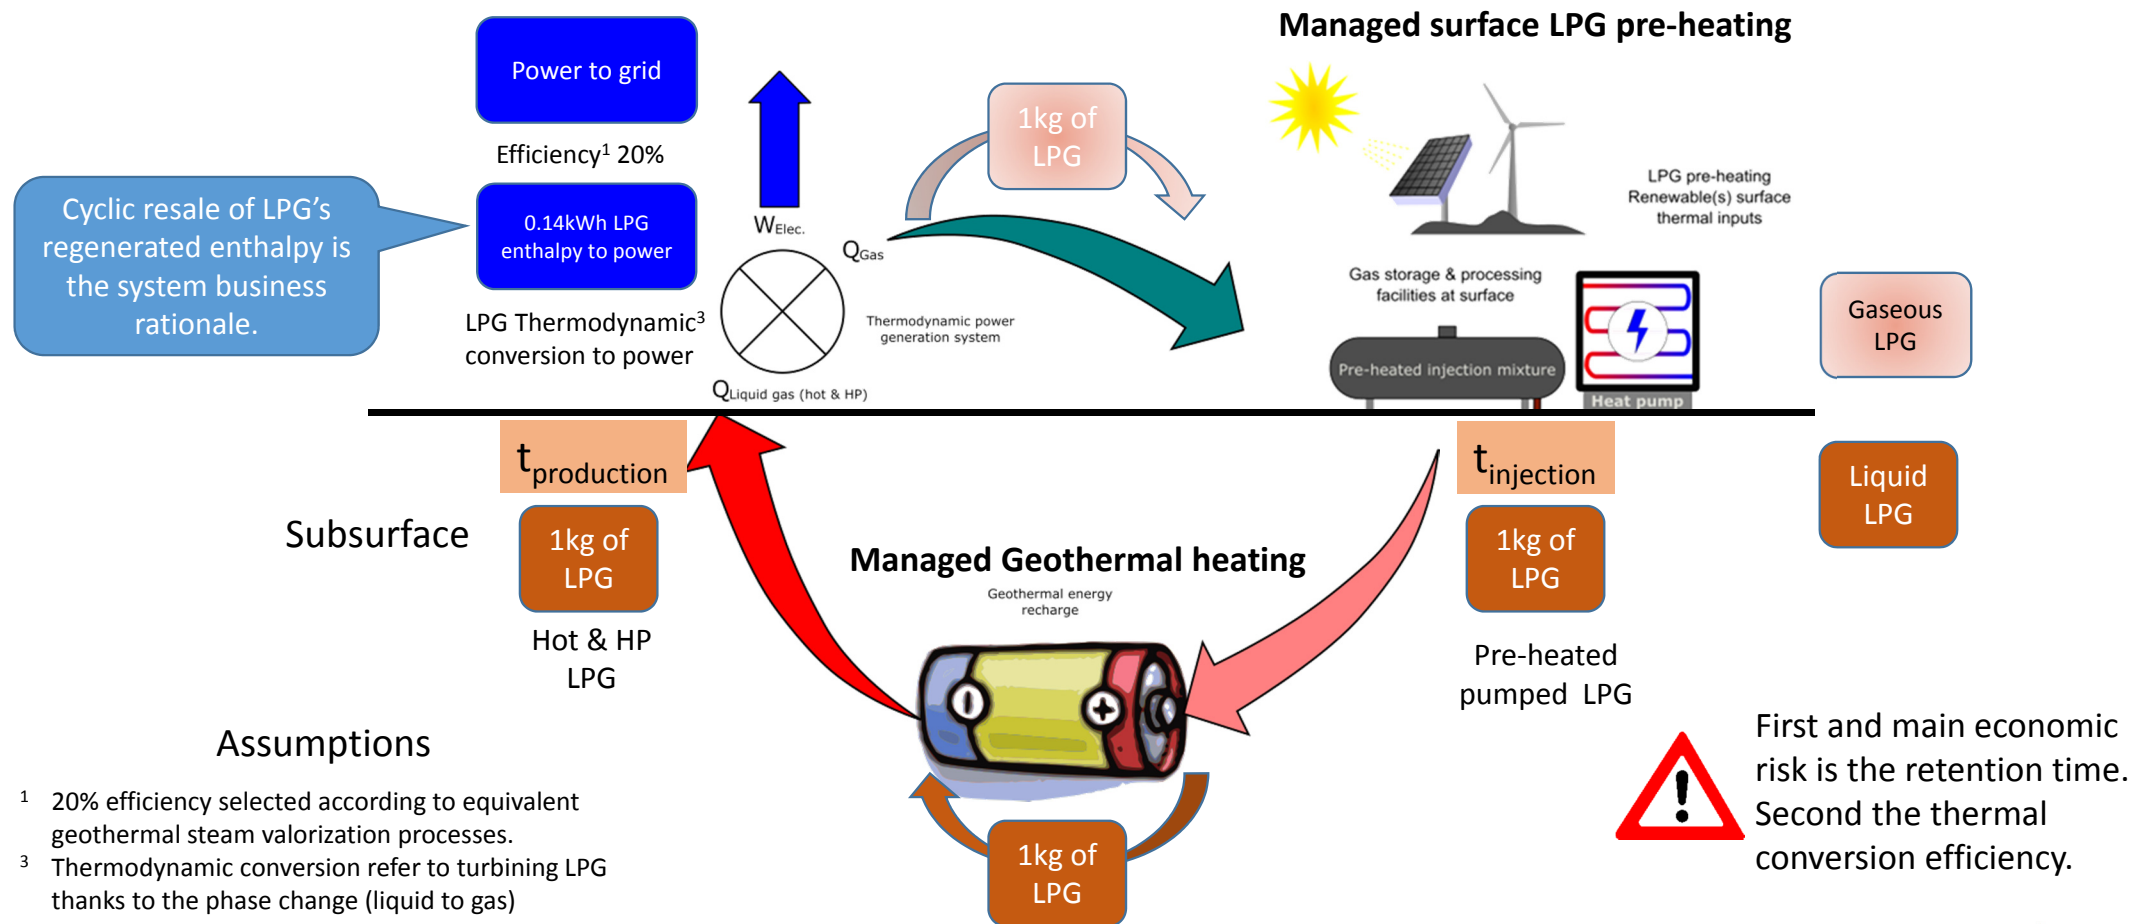 Managed surface LPG pre-heating
Power to grid
Efficiency¹ 20%
Cyclic resale of LPG's
regenerated enthalpy is
the system business
rationale.
0.14kWh LPG
enthalpy to power
LPG Thermodynamic³
conversion to power
W Elec.
Q Gas
Thermodynamic power
generation system
Q Liquid gas (hot & HP)
1kg of
LPG
LPG pre-heating
Renewable(s) surface
thermal inputs
Gas storage & processing
facilities at surface
Pre-heated injection mixture
Heat pump
Gaseous
LPG
t production
t injection
Liquid
LPG
Subsurface
1kg of
LPG
Hot & HP
LPG
Managed Geothermal heating
Geothermal energy
recharge
1kg of
LPG
Pre-heated
pumped LPG
1kg of
LPG
Assumptions
¹ 20% efficiency selected according to equivalent
geothermal steam valorization processes.
³ Thermodynamic conversion refer to turbining LPG
thanks to the phase change (liquid to gas)
First and main economic
risk is the retention time.
Second the thermal
conversion efficiency.